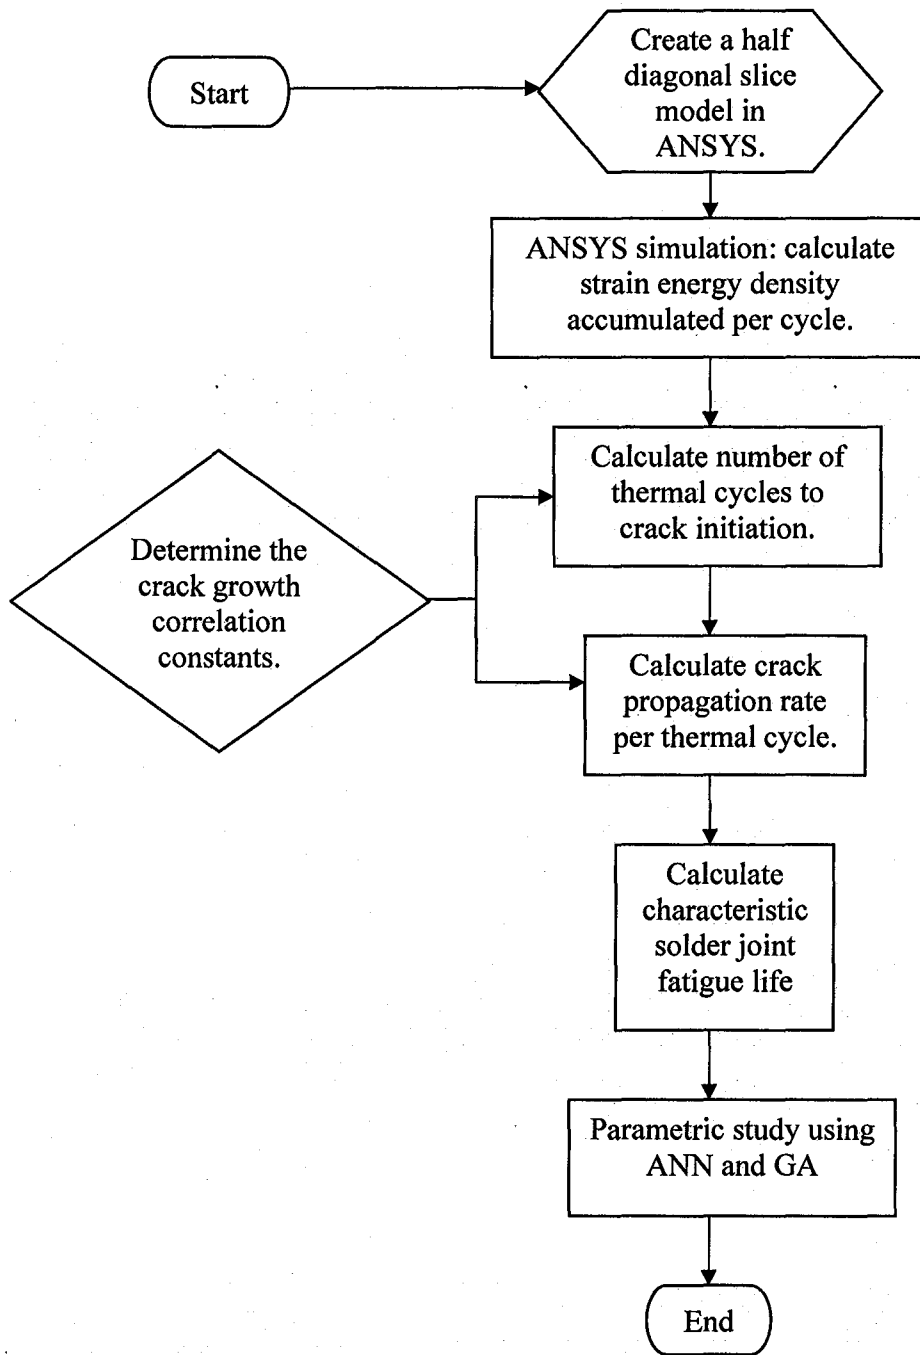 Start
Create a half
diagonal slice
model in
ANSYS.
ANSYS simulation: calculate
strain energy density
accumulated per cycle.
Calculate number of
thermal cycles to
crack initiation.
Determine the
crack growth
correlation
constants.
Calculate crack
propagation rate
per thermal cycle.
Calculate
characteristic
solder joint
fatigue life
Parametric study using
ANN and GA
End